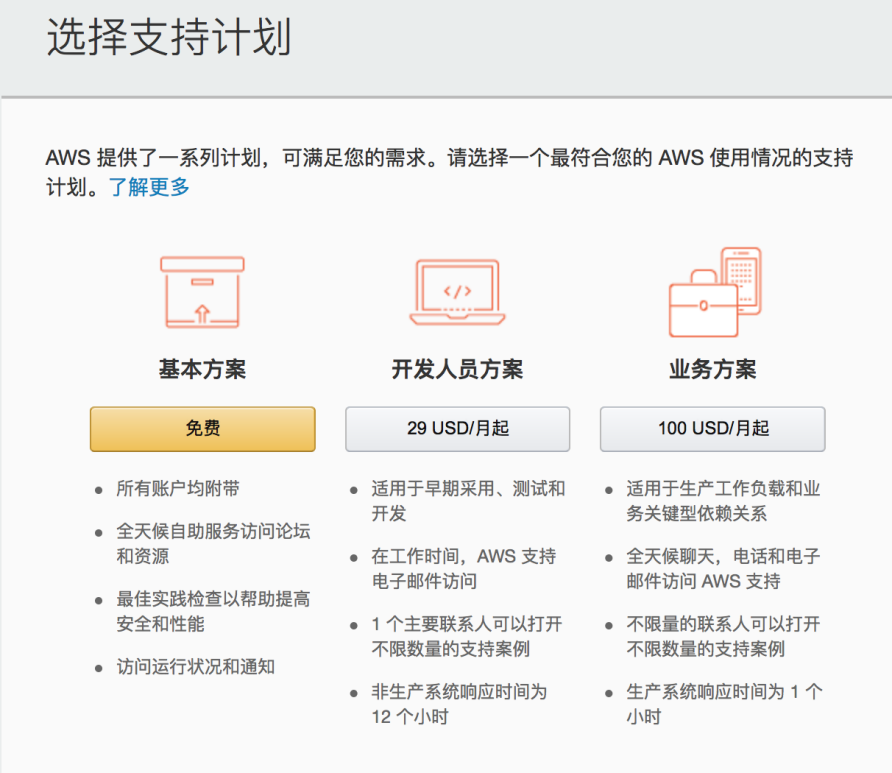 选择支持计划
AWS 提供了一系列计划，可满足您的需求。请选择一个最符合您的 AWS 使用情况的支持
计划。了解更多
</>
基本方案
免费
所有账户均附带
全天候自助服务访问论坛
和资源
最佳实践检查以帮助提高
安全和性能
访问运行状况和通知
开发人员方案
29 USD/月起
适用于早期采用、测试和
开发
在工作时间，AWS 支持
电子邮件访问
1 个主要联系人可以打开
不限数量的支持案例
非生产系统响应时间为
12 个小时
业务方案
100 USD/月起
适用于生产工作负载和业
务关键型依赖关系
全天候聊天，电话和电子
邮件访问 AWS 支持
不限量的联系人可以打开
不限数量的支持案例
生产系统响应时间为 1 个
小时